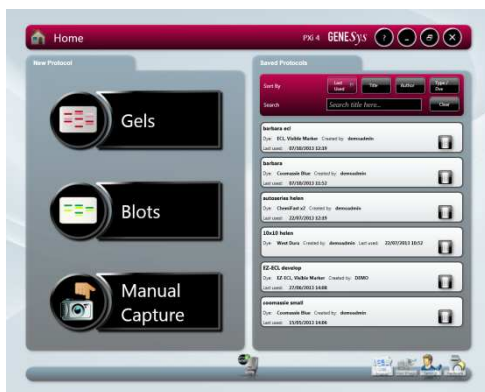 Home
PXi 4 GENESys ?
New Protocol
Gels
Blots
Manual
Capture
Saved Protocols
Sort By
Last
Used
Title
Author
Type /
Dye
Search
Search title here...
Clear
barbara ecl
Dye: ECL, Visible Marker Created by: demoadmin
Last used: 07/10/2013 12:19
barbara
Dye: Coomassie Blue Created by: demoadmin
Last used: 07/10/2013 11:52
autoseries helen
Dye: ChemiFast x2 Created by: demoadmin
Last used: 22/07/2013 12:19
10x10 helen
Dye: West Dura Created by: demoadmin Last used: 22/07/2013 10:52
EZ-ECL develop
Dye: EZ-ECL, Visible Marker Created by: DEMO
Last used: 27/06/2013 14:08
coomassie small
Dye: Coomassie Blue Created by: demoadmin
Last used: 15/05/2013 14:06